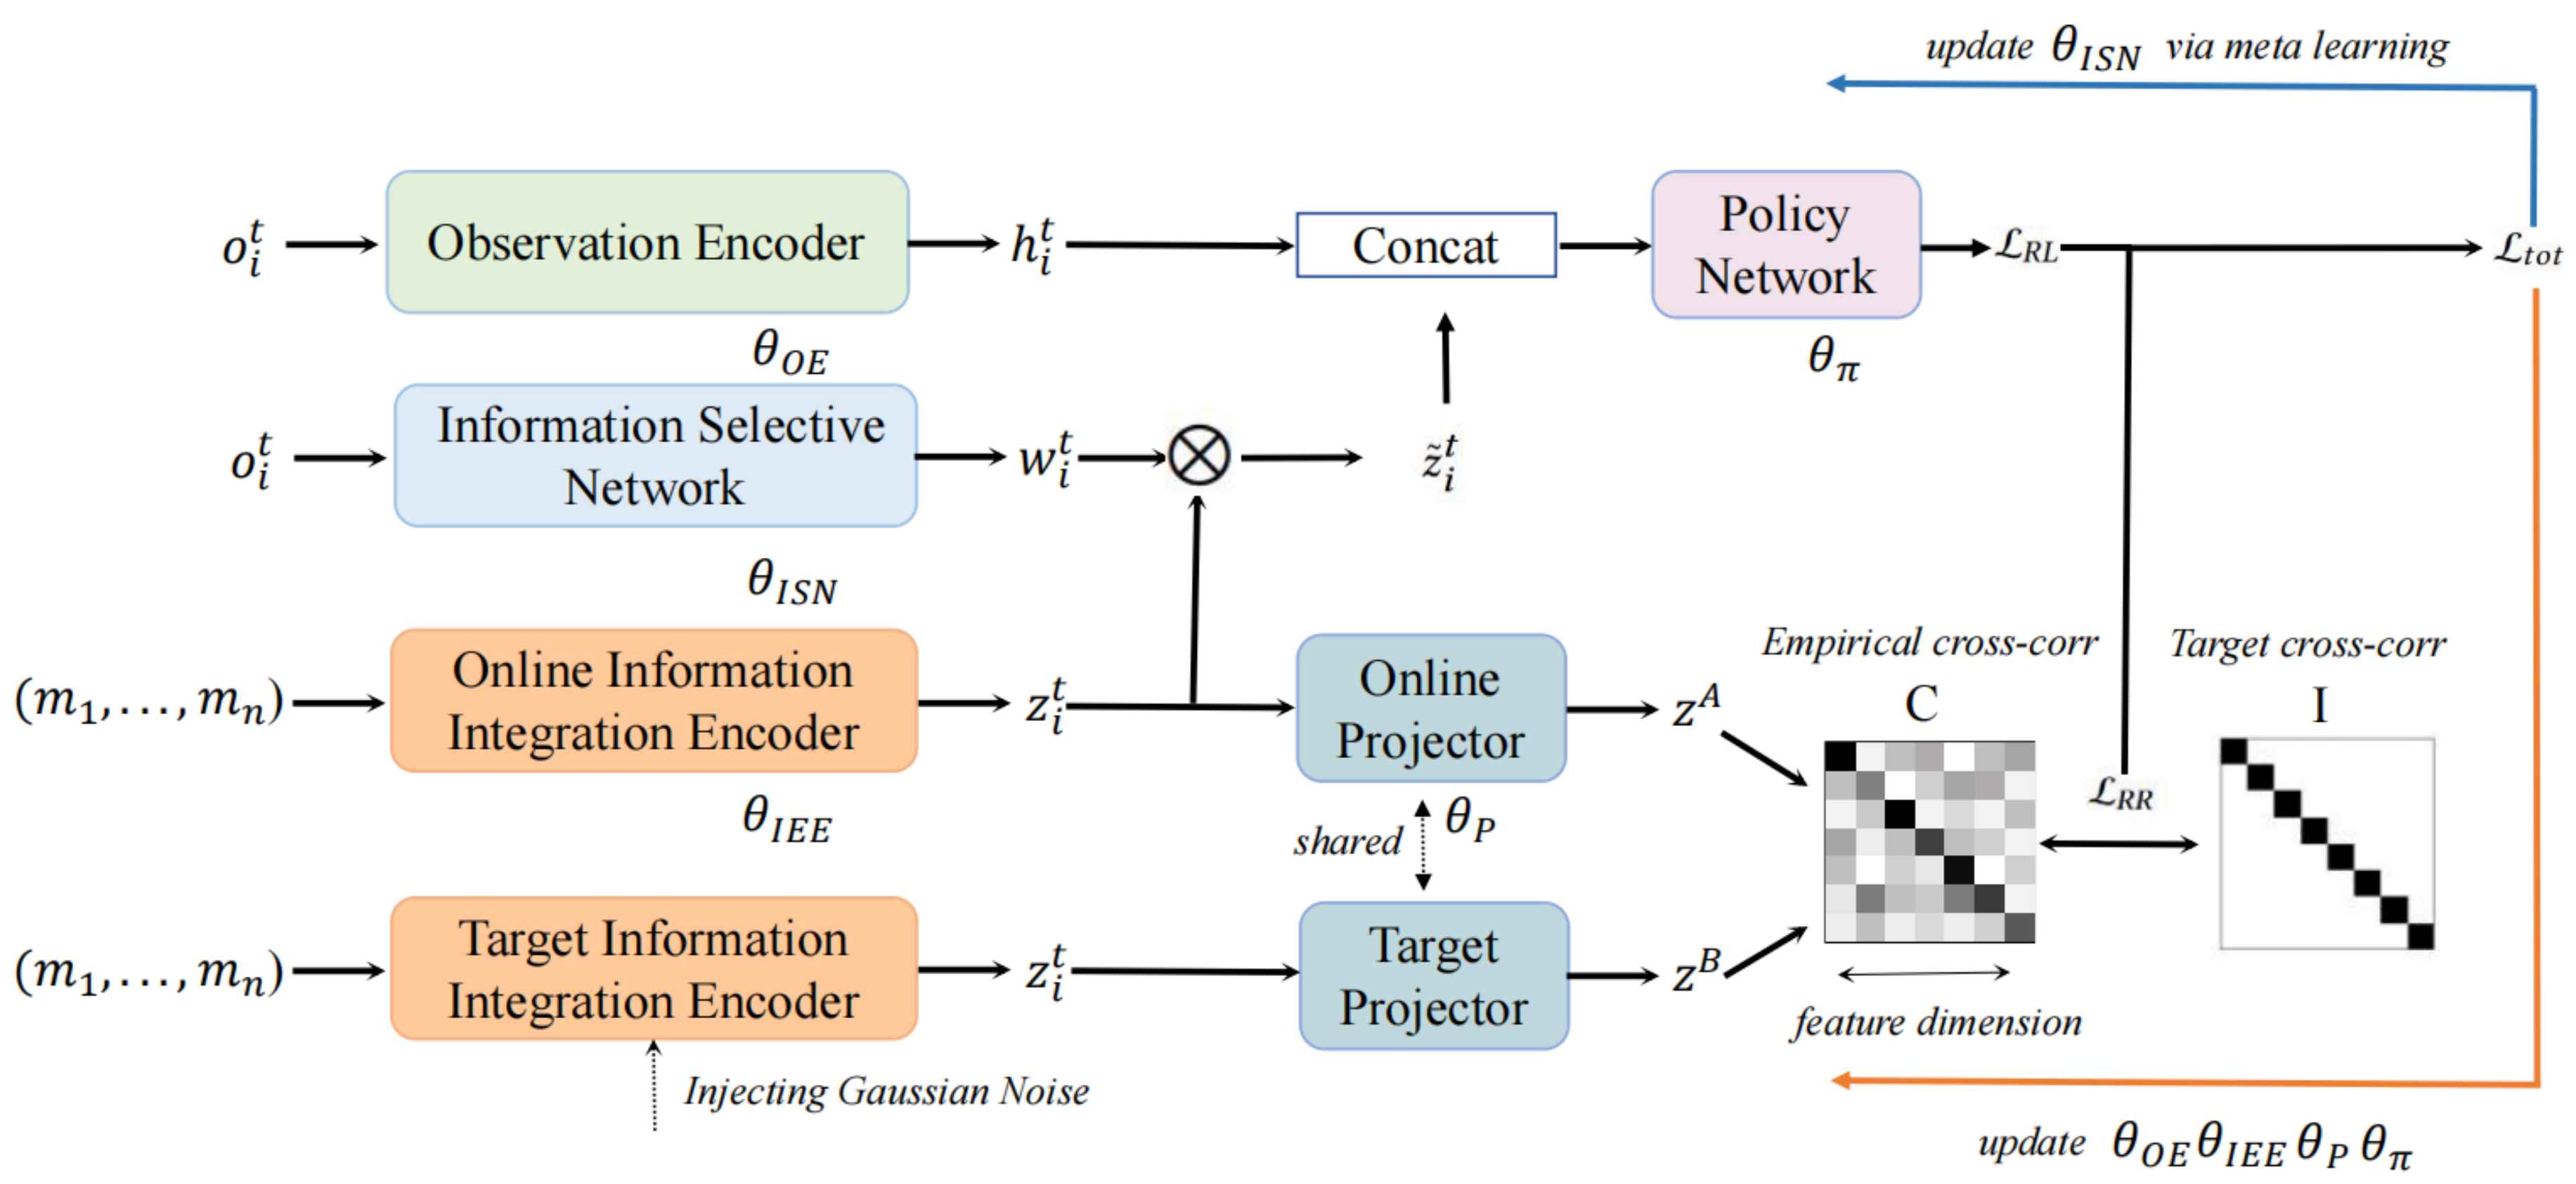 update θ_ISN via meta learning
o_i^t
Observation Encoder
h_i^t
Concat
Policy
Network
ℒ_RL
ℒ_tot
θ_OE
θ_π
o_i^t
Information Selective
Network
w_i^t
⊗
z̃_i^t
θ_ISN
(m_1,...,m_n)
Online Information
Integration Encoder
z_i^t
Online
Projector
z^A
Empirical cross-corr
C
Target cross-corr
I
θ_IEE
shared
θ_P
ℒ_RR
(m_1,...,m_n)
Target Information
Integration Encoder
z_i^t
Target
Projector
z^B
feature dimension
Injecting Gaussian Noise
update θ_OE θ_IEE θ_P θ_π